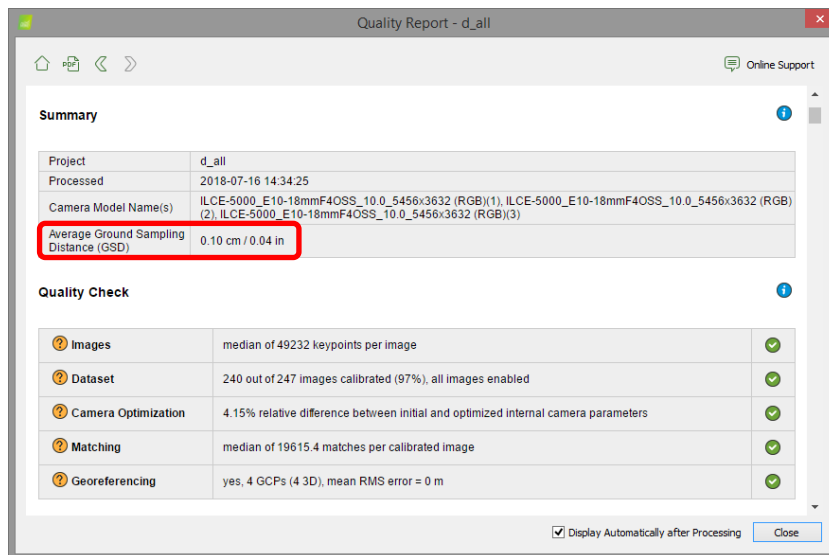 Quality Report - d_all
PDF
Online Support
Summary
Project d_all
Processed 2018-07-16 14:34:25
Camera Model Name(s) ILCE-5000_E10-18mmF4OSS_10.0_5456x3632 (RGB)(1), ILCE-5000_E10-18mmF4OSS_10.0_5456x3632 (RGB)
(2), ILCE-5000_E10-18mmF4OSS_10.0_5456x3632 (RGB)(3)
Average Ground Sampling
Distance (GSD) 0.10 cm / 0.04 in
Quality Check
Images median of 49232 keypoints per image
Dataset 240 out of 247 images calibrated (97%), all images enabled
Camera Optimization 4.15% relative difference between initial and optimized internal camera parameters
Matching median of 19615.4 matches per calibrated image
Georeferencing yes, 4 GCPs (4 3D), mean RMS error = 0 m
Display Automatically after Processing Close